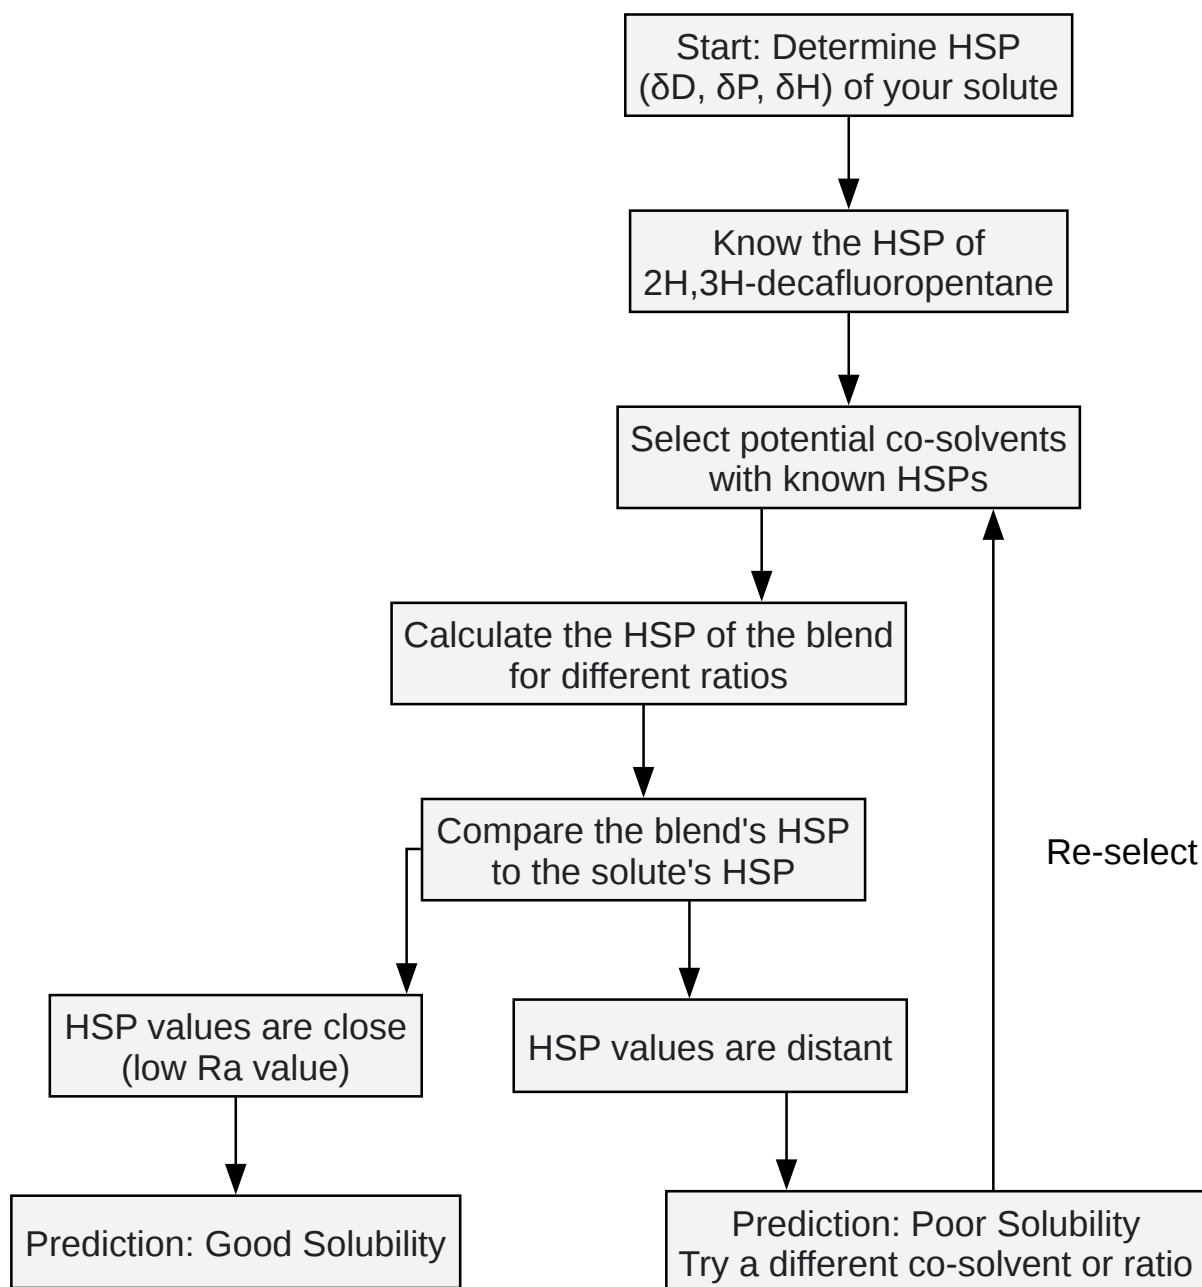 Start: Determine HSP
(δD, δP, δH) of your solute
Know the HSP of
2H,3H-decafluoropentane
Select potential co-solvents
with known HSPs
Calculate the HSP of the blend
for different ratios
Compare the blend's HSP
to the solute's HSP
Re-select
HSP values are close
(low Ra value)
HSP values are distant
Prediction: Good Solubility
Prediction: Poor Solubility
Try a different co-solvent or ratio